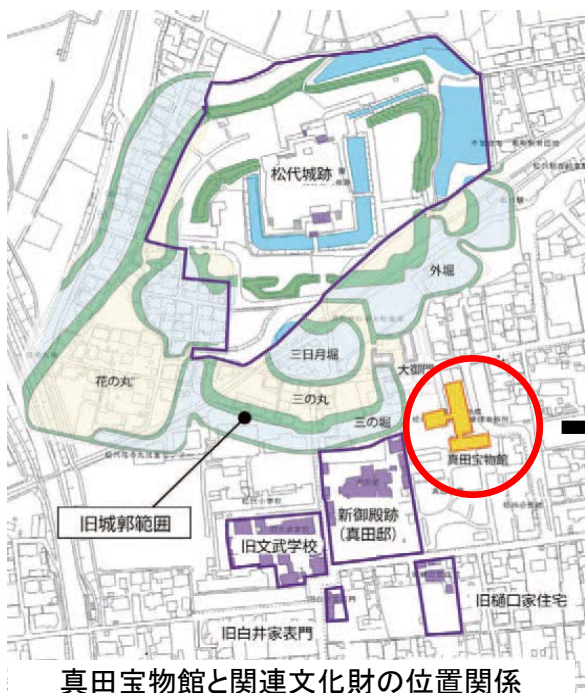 松代城跡
外堀
三日月堀
大御門
花の丸
三の丸
三の堀
真田宝物館
旧城郭範囲
新御殿跡
(真田邸)
旧文武学校
旧樋口家住宅
旧白井家表門
真田宝物館と関連文化財の位置関係